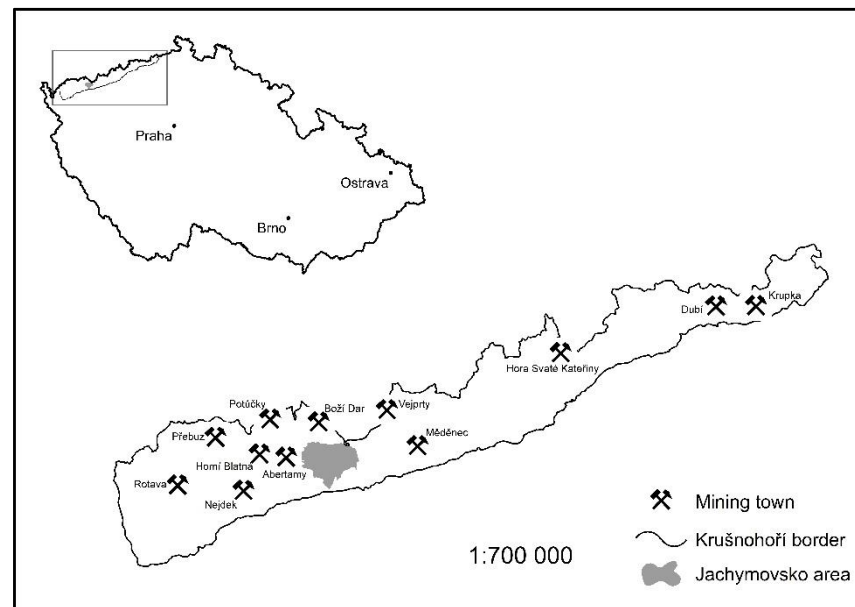 Praha
Ostrava
Brno
Krupka
Dubí
Hora Svaté Kateřiny
Potůčky
Boží Dar
Vejprty
Přebuz
Horní Blatná
Abertamy
Měděnec
Rotava
Nejdek
Mining town
Krušnohoří border
1:700 000
Jachymovsko area